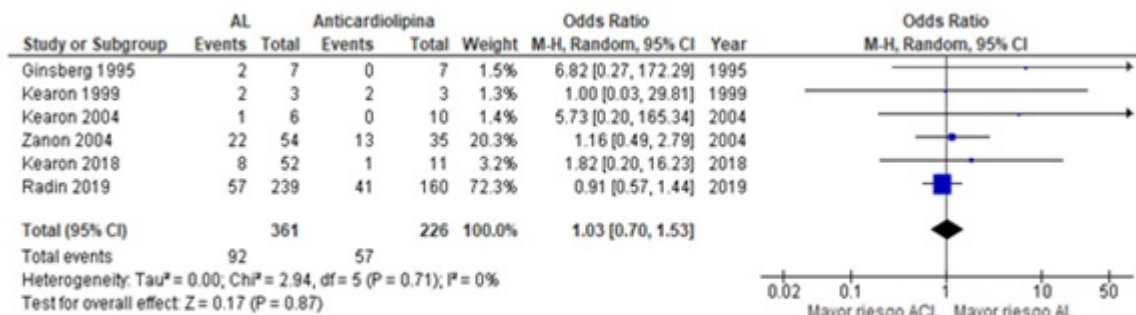 AL Anticardiolipina Odds Ratio Odds Ratio
Study or Subgroup Events Total Events Total Weight M-H, Random, 95% CI Year M-H, Random, 95% CI
Ginsberg 1995 2 7 0 7 1.5% 6.82 [0.27, 172.29] 1995
Kearon 1999 2 3 2 3 1.3% 1.00 [0.03, 29.81] 1999
Kearon 2004 1 6 0 10 1.4% 5.73 [0.20, 165.34] 2004
Zanon 2004 22 54 13 35 20.3% 1.16 [0.49, 2.79] 2004
Kearon 2018 8 52 1 11 3.2% 1.82 [0.20, 16.23] 2018
Radin 2019 57 239 41 160 72.3% 0.91 [0.57, 1.44] 2019
Total (95% CI) 361 226 100.0% 1.03 [0.70, 1.53]
Total events 92 57
Heterogeneity: Tau² = 0.00; Chi² = 2.94, df = 5 (P = 0.71); I² = 0%
Test for overall effect: Z = 0.17 (P = 0.87)
0.02 0.1 1 10 50
Mayor riesgo ACL Mayor riesgo AL